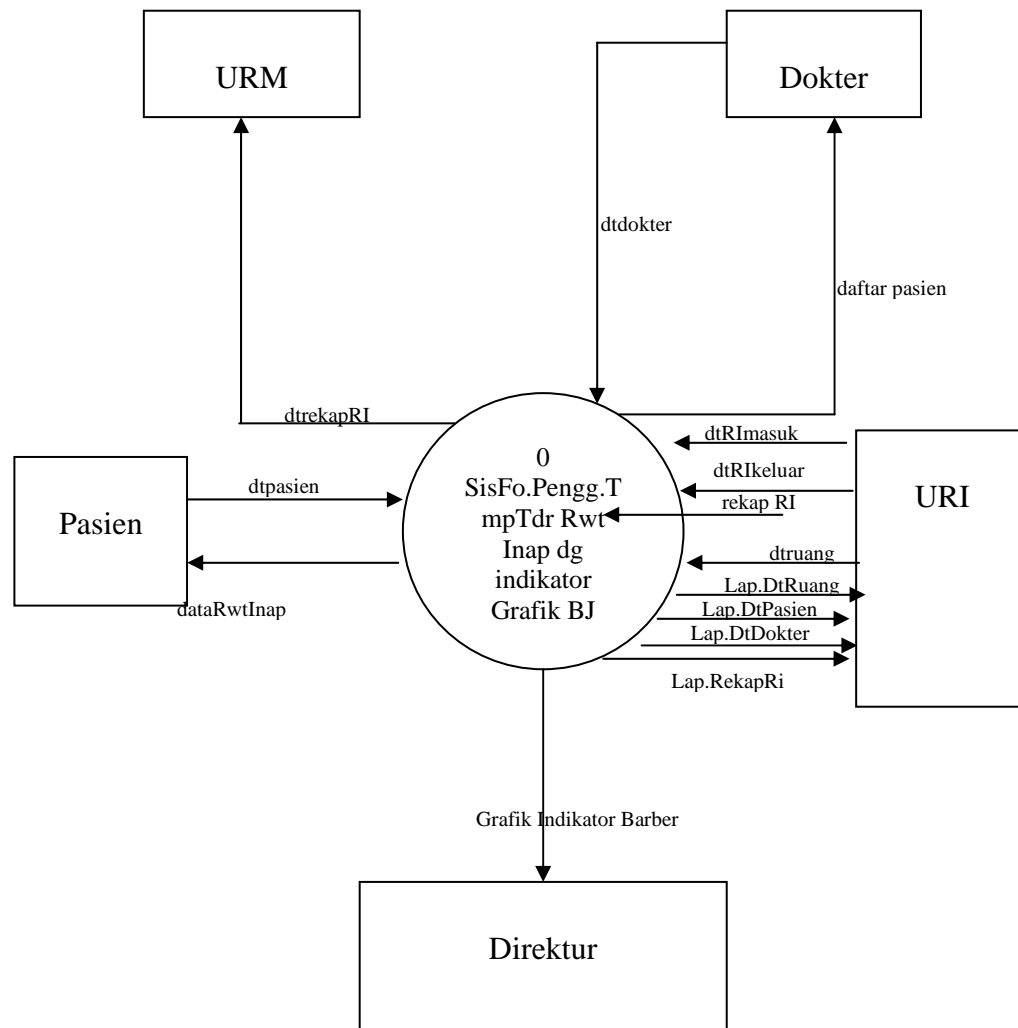 URM
Dokter
dtdokter
daftar pasien
dtrekapRI
dtRImasuk
dtRIkeluar
rekap RI
dtpasien
Pasien
dataRwtInap
0
SisFo.Pengg.T
mpTdr Rwt
Inap dg
indikator
Grafik BJ
URI
dtruang
Lap.DtRuang
Lap.DtPasien
Lap.DtDokter
Lap.RekapRi
Grafik Indikator Barber
Direktur